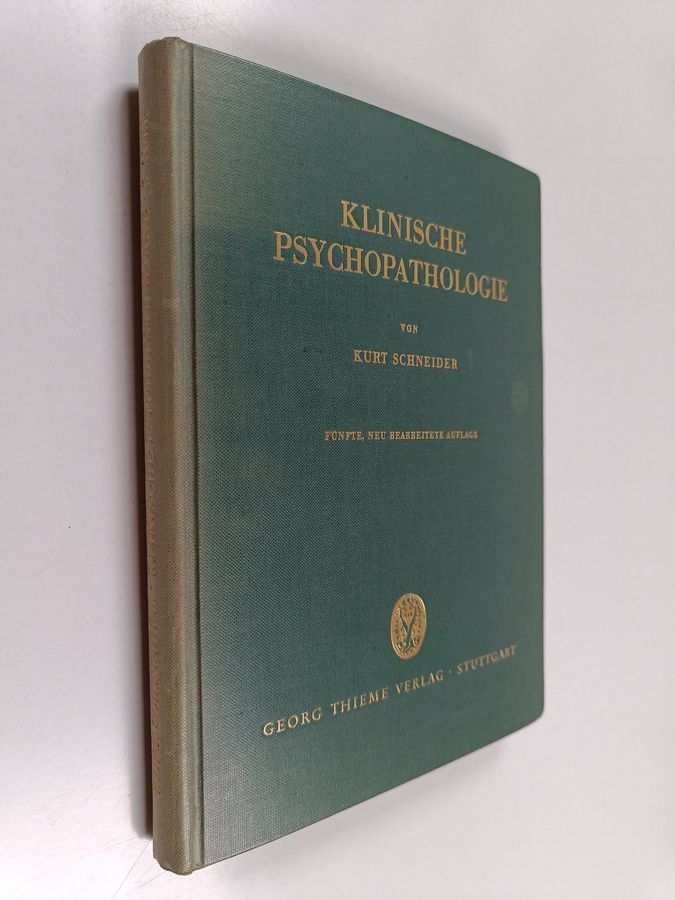 KLINISCHE
PSYCHOPATHOLOGIE
VON
KURT SCHNEIDER
FÜNFTE, NEU BEARBEITETE AUFLAGE
GEORG THIEME VERLAG · STUTTGART